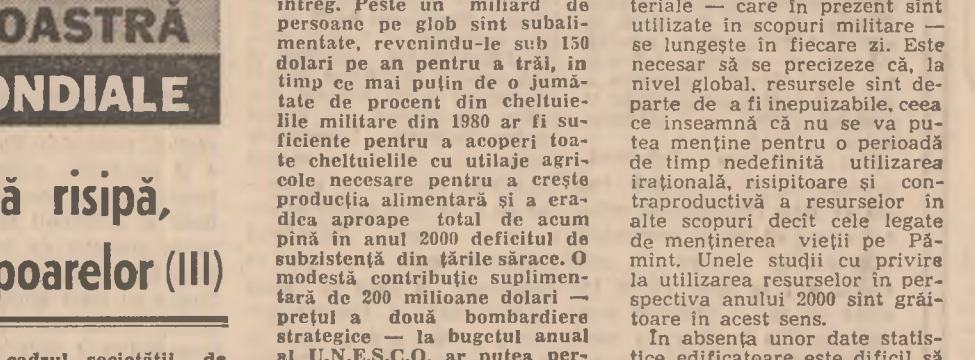 OASTRĂ
ONDIALE
ă risipă,
poarelor (III)
cadrul societății, de
întreg. Peste un miliard de
persoane pe glob sînt subali-
mentate, revenindu-le sub 150
dolari pe an pentru a trăi, in
timp ce mai puțin de o jumă-
tate de procent din cheltuie-
lile militare din 1980 ar fi su-
ficiente pentru a acoperi toa-
te cheltuielile cu utilaje agri-
cole necesare pentru a crește
producția alimentară și a era-
dica aproape total de acum
pînă în anul 2000 deficitul de
subzistență din țările sărace. O
modestă contribuție suplimen-
tară de 200 milioane dolari —
prețul a două bombardiere
strategice — la bugetul anual
al U.N.E.S.C.O. ar putea per-
teriale — care în prezent sînt
utilizate în scopuri militare —
se lungește în fiecare zi. Este
necesar să se precizeze că, la
nivel global, resursele sînt de-
parte de a fi inepuizabile, ceea
ce inseamnă că nu se va pu-
tea menține pentru o perioadă
de timp nedefinită utilizarea
irațională, risipitoare și con-
traproductivă a resurselor în
alte scopuri decît cele legate
de menținerea vieții pe Pă-
mînt. Unele studii cu privire
la utilizarea resurselor în per-
spectiva anului 2000 sînt grăi-
toare în acest sens.
In absența unor date statis-
tice edificatoare este dificil să